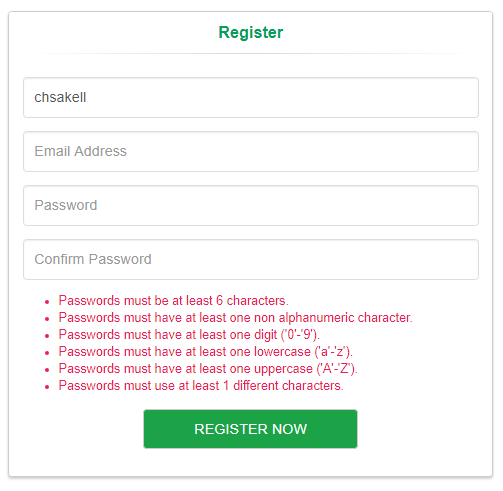 Register
chsakell
Email Address
Password
Confirm Password
Passwords must be at least 6 characters.
Passwords must have at least one non alphanumeric character.
Passwords must have at least one digit ('0'-'9').
Passwords must have at least one lowercase ('a'-'z').
Passwords must have at least one uppercase ('A'-'Z').
Passwords must use at least 1 different characters.
REGISTER NOW